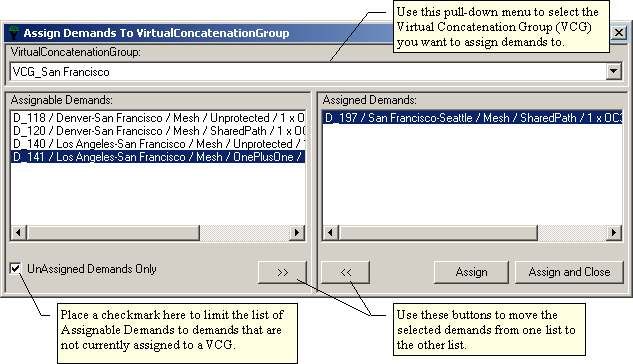 Use this pull-down menu to select the
Virtual Concatenation Group (VCG)
you want to assign demands to.
Assign Demands To VirtualConcatenationGroup
VirtualConcatenationGroup:
VCG_San Francisco
Assignable Demands:
D_118 / Denver-San Francisco / Mesh / Unprotected / 1 x O
D_120 / Denver-San Francisco / Mesh / SharedPath / 1 x OC
D_140 / Los Angeles-San Francisco / Mesh / Unprotected / 1
D_141 / Los Angeles-San Francisco / Mesh / OnePlusOne /
Assigned Demands:
D_197 / San Francisco-Seattle / Mesh / SharedPath / 1 x OC3
UnAssigned Demands Only
>>
<<
Assign
Assign and Close
Place a checkmark here to limit the list of
Assignable Demands to demands that are
not currently assigned to a VCG.
Use these buttons to move the
selected demands from one list to
the other list.